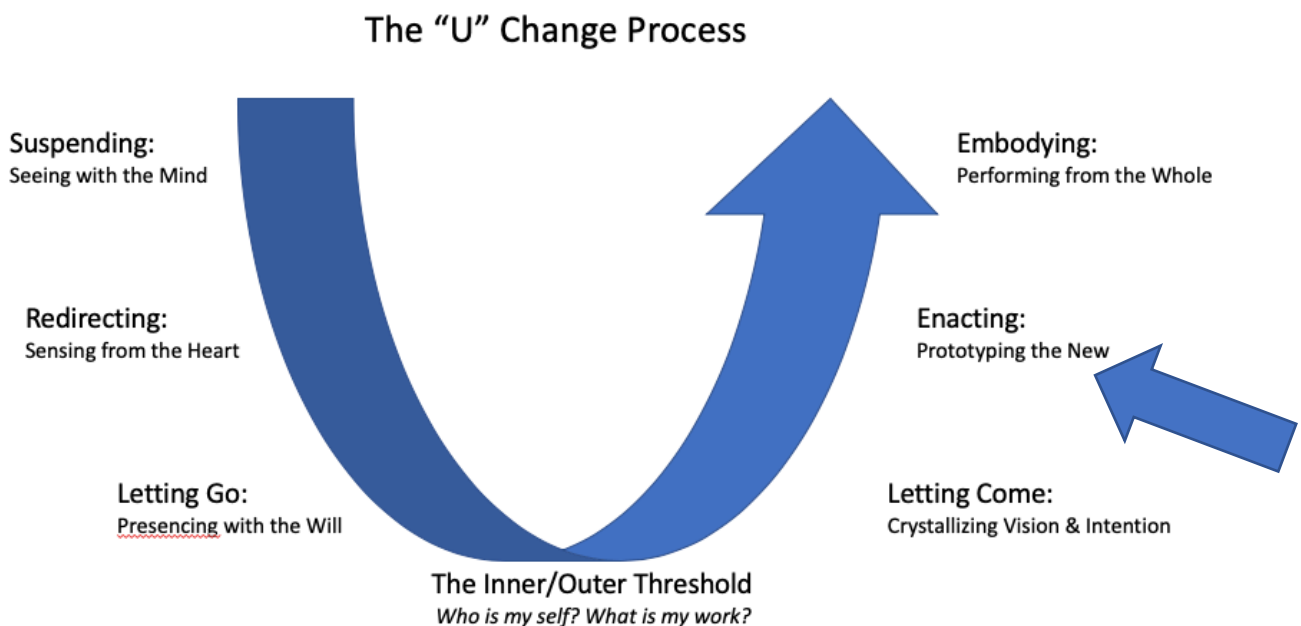 The “U” Change Process
Suspending:
Seeing with the Mind
Redirecting:
Sensing from the Heart
Letting Go:
Presencing with the Will
The Inner/Outer Threshold
Who is my self? What is my work?
Letting Come:
Crystallizing Vision & Intention
Enacting:
Prototyping the New
Embodying:
Performing from the Whole